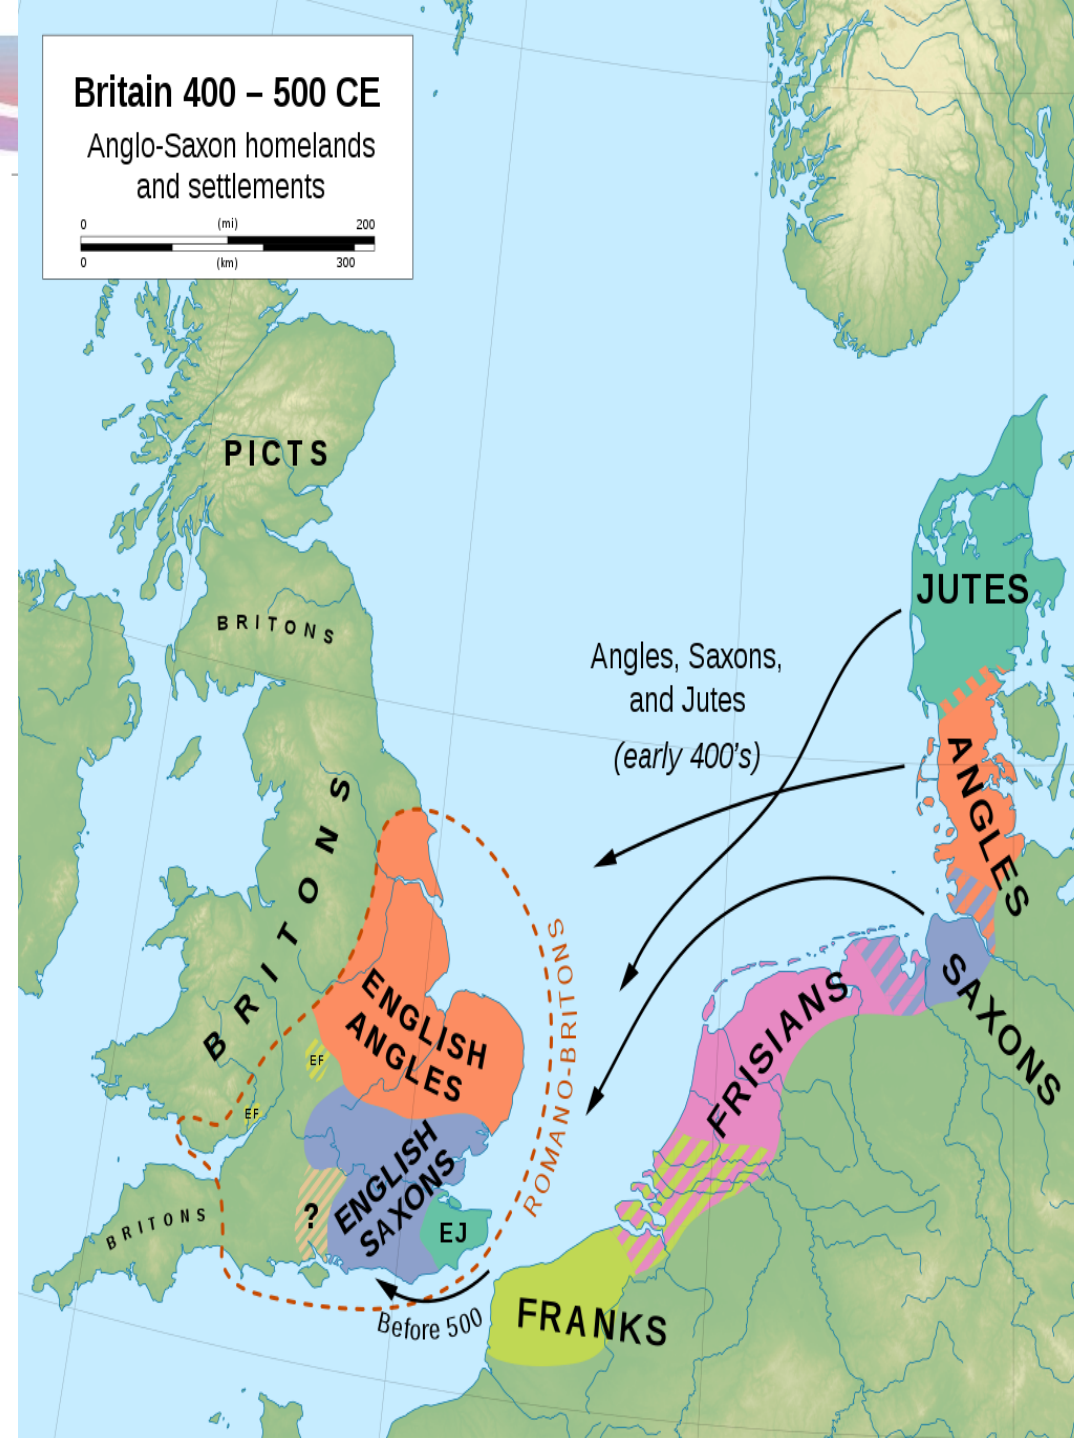 Britain 400 – 500 CE
Anglo-Saxon homelands
and settlements
0 (mi) 200
0 (km) 300
PICTS
BRITONS
JUTES
Angles, Saxons,
and Jutes
(early 400's)
ANGLES
BRITONS
ENGLISH
ANGLES
ROMANO-BRITONS
SAXONS
FRISIANS
EF
EF
ENGLISH
SAXONS
?
EJ
BRITONS
Before 500
FRANKS